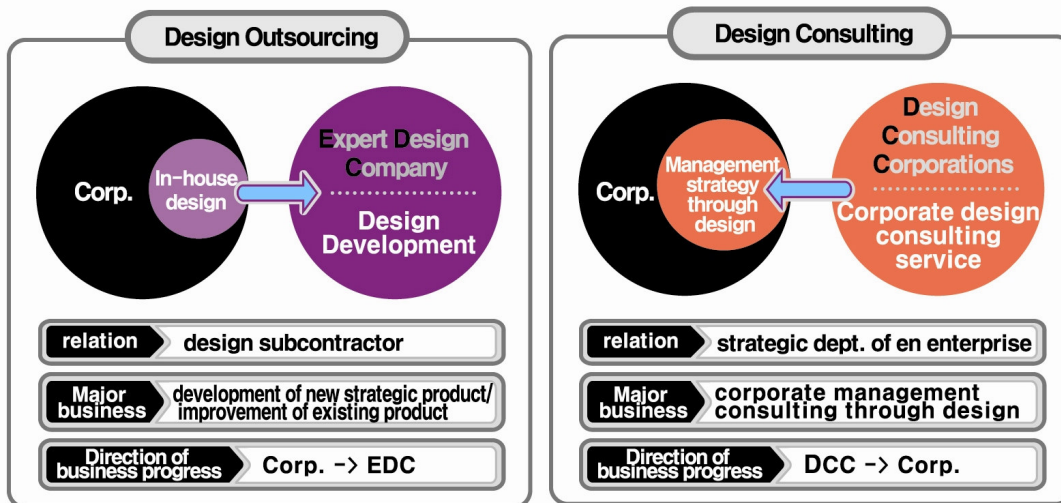 Design Outsourcing
Corp.
In-house
design
Expert Design
Company
Design
Development
relation
design subcontractor
Major
business
development of new strategic product/
improvement of existing product
Direction of
business progress
Corp. -> EDC
Design Consulting
Corp.
Management
strategy
through
design
Design
Consulting
Corporations
Corporate design
consulting
service
relation
strategic dept. of en enterprise
Major
business
corporate management
consulting through design
Direction of
business progress
DCC -> Corp.